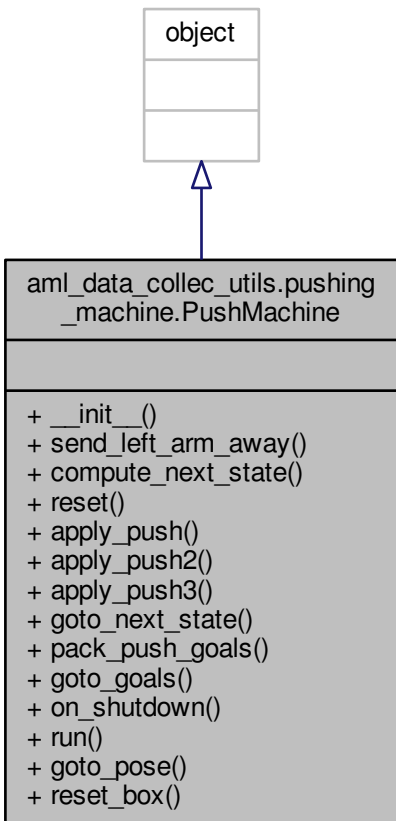 object
aml_data_collec_utils.pushing
_machine.PushMachine
+ __init__()
+ send_left_arm_away()
+ compute_next_state()
+ reset()
+ apply_push()
+ apply_push2()
+ apply_push3()
+ goto_next_state()
+ pack_push_goals()
+ goto_goals()
+ on_shutdown()
+ run()
+ goto_pose()
+ reset_box()